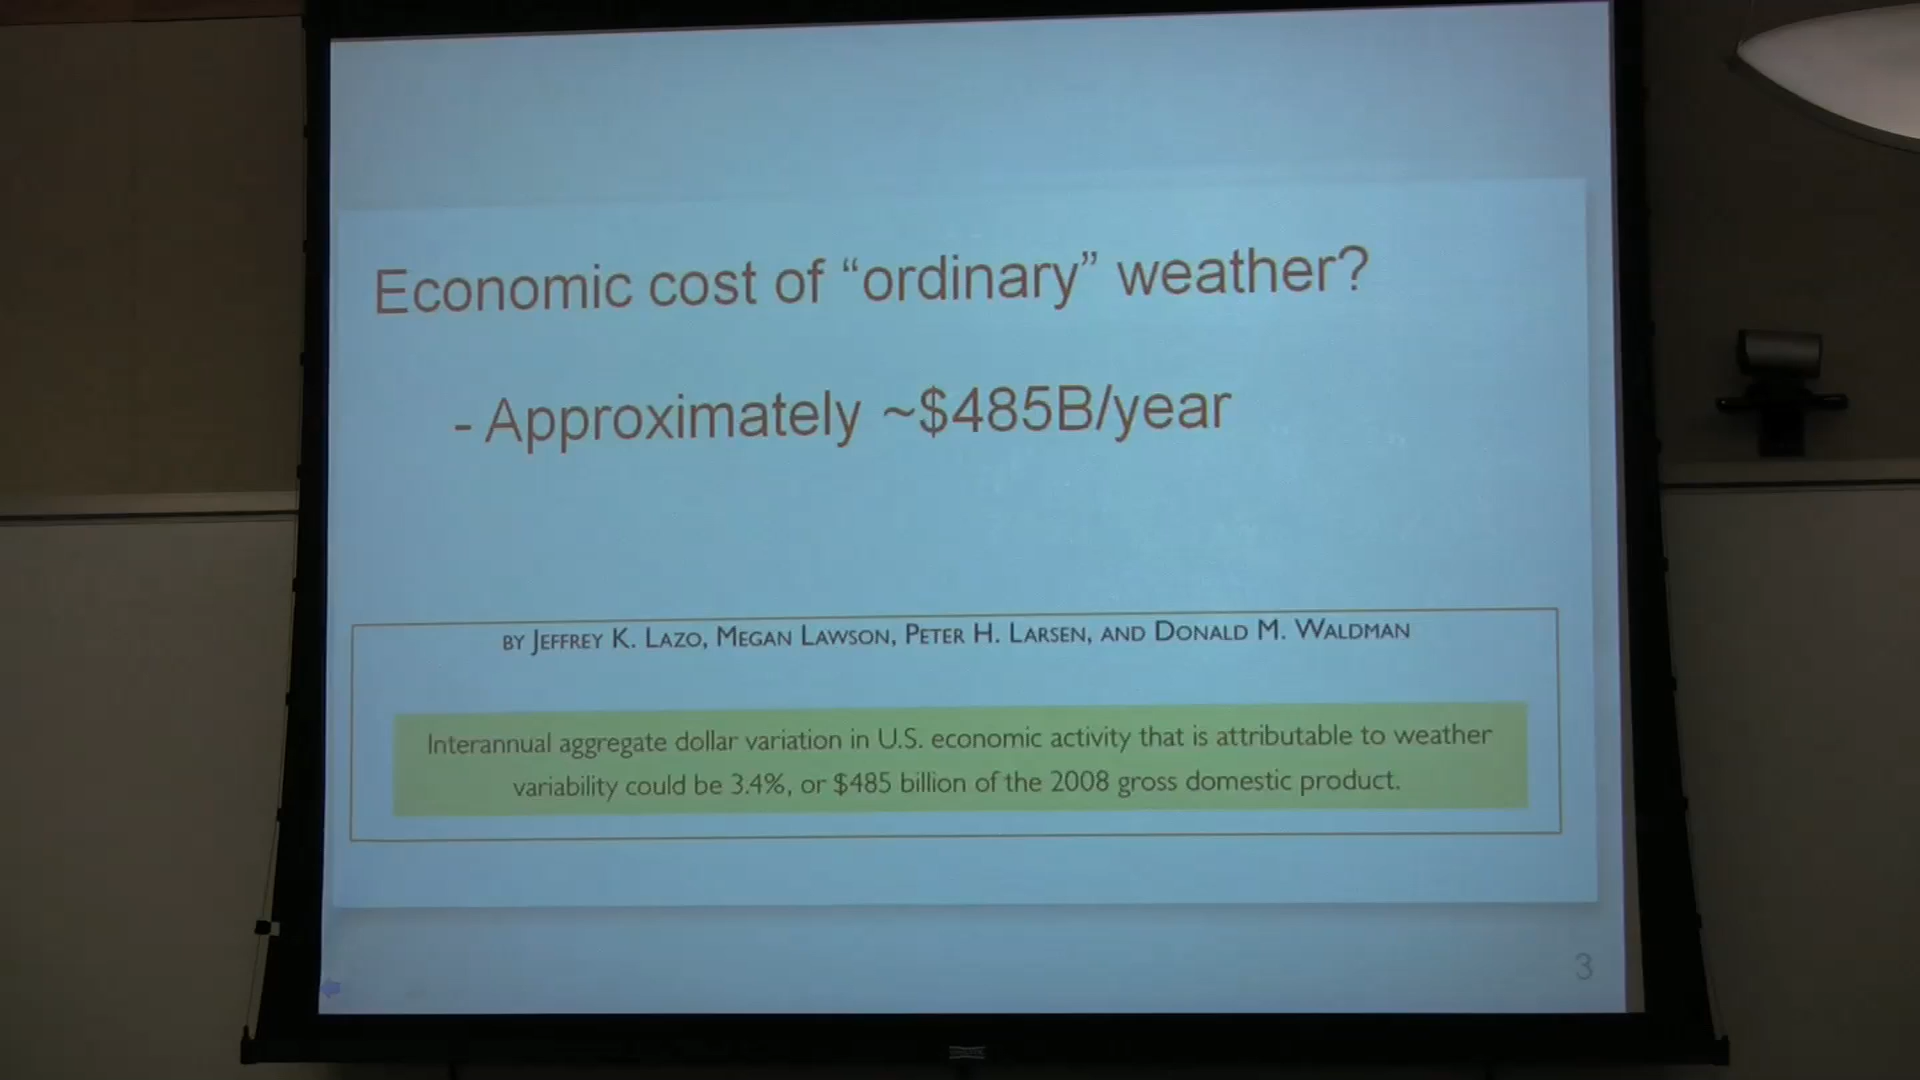 Economic cost of “ordinary” weather?
- Approximately ~$485B/year
BY JEFFREY K. LAZO, MEGAN LAWSON, PETER H. LARSEN, AND DONALD M. WALDMAN
Interannual aggregate dollar variation in U.S. economic activity that is attributable to weather
variability could be 3.4%, or $485 billion of the 2008 gross domestic product.
3